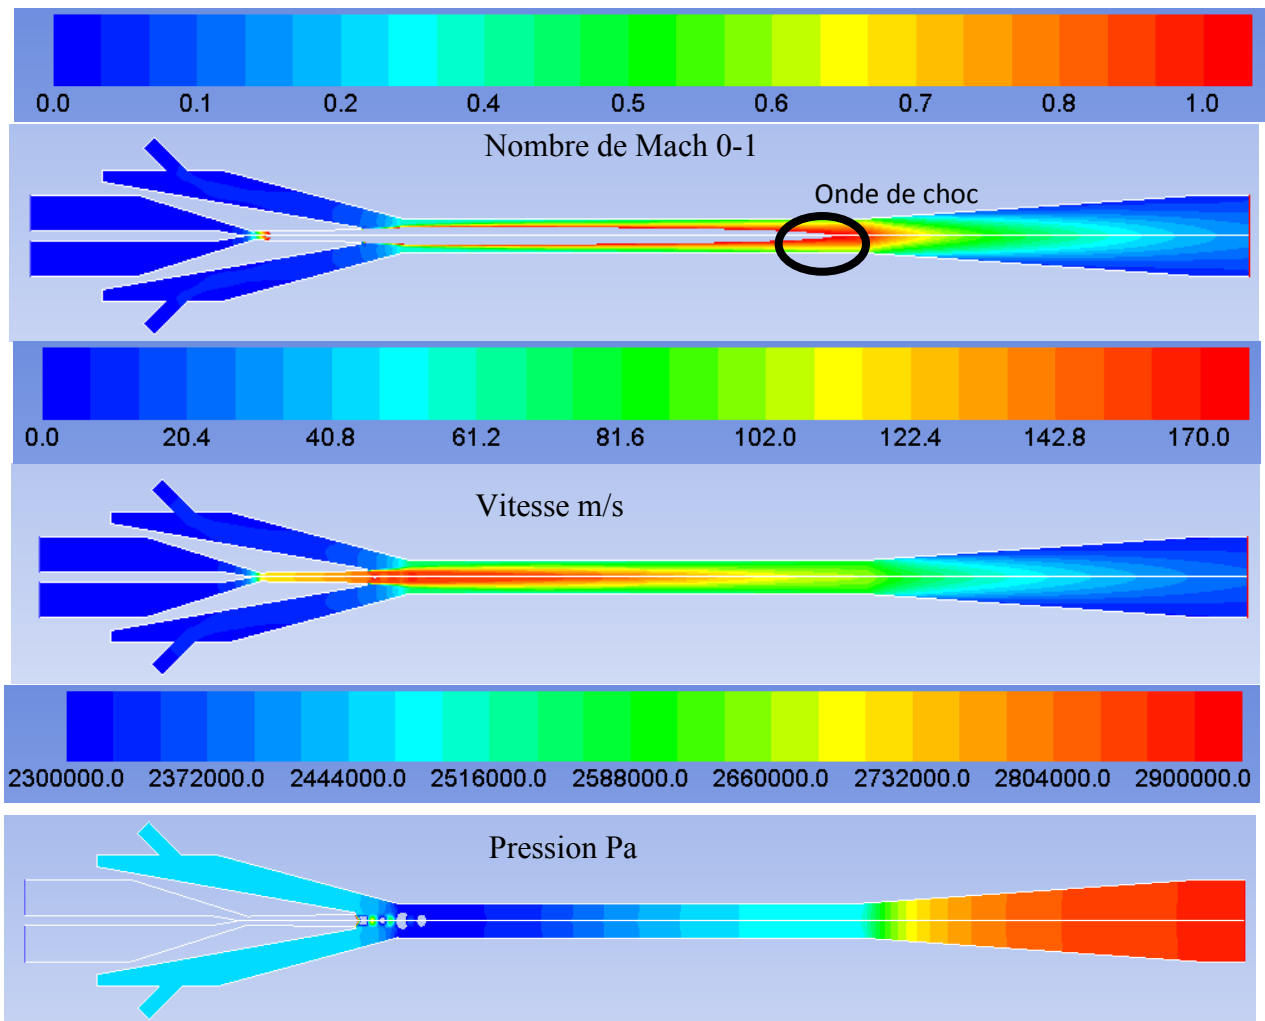 0.0 0.1 0.2 0.4 0.5 0.6 0.7 0.8 1.0
Nombre de Mach 0-1
Onde de choc
0.0 20.4 40.8 61.2 81.6 102.0 122.4 142.8 170.0
Vitesse m/s
2300000.0 2372000.0 2444000.0 2516000.0 2588000.0 2660000.0 2732000.0 2804000.0 2900000.0
Pression Pa